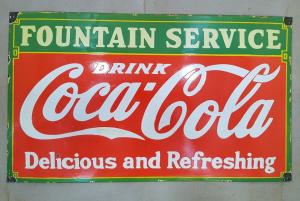 FOUNTAIN SERVICE
DRINK
Coca-Cola
Delicious and Refreshing